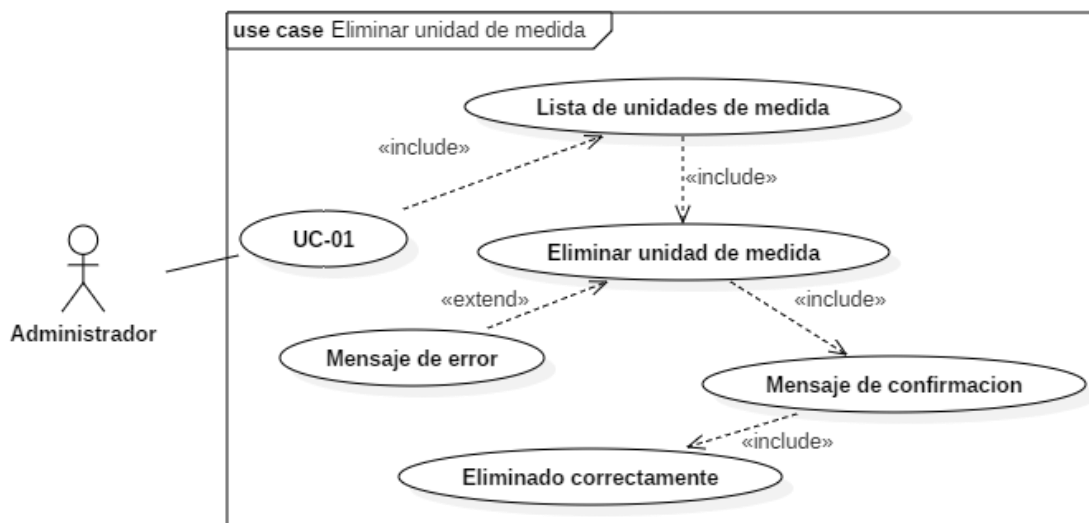 use case Eliminar unidad de medida
Lista de unidades de medida
«include»
«include»
UC-01
Eliminar unidad de medida
«extend»
«include»
Administrador
Mensaje de error
Mensaje de confirmacion
«include»
Eliminado correctamente